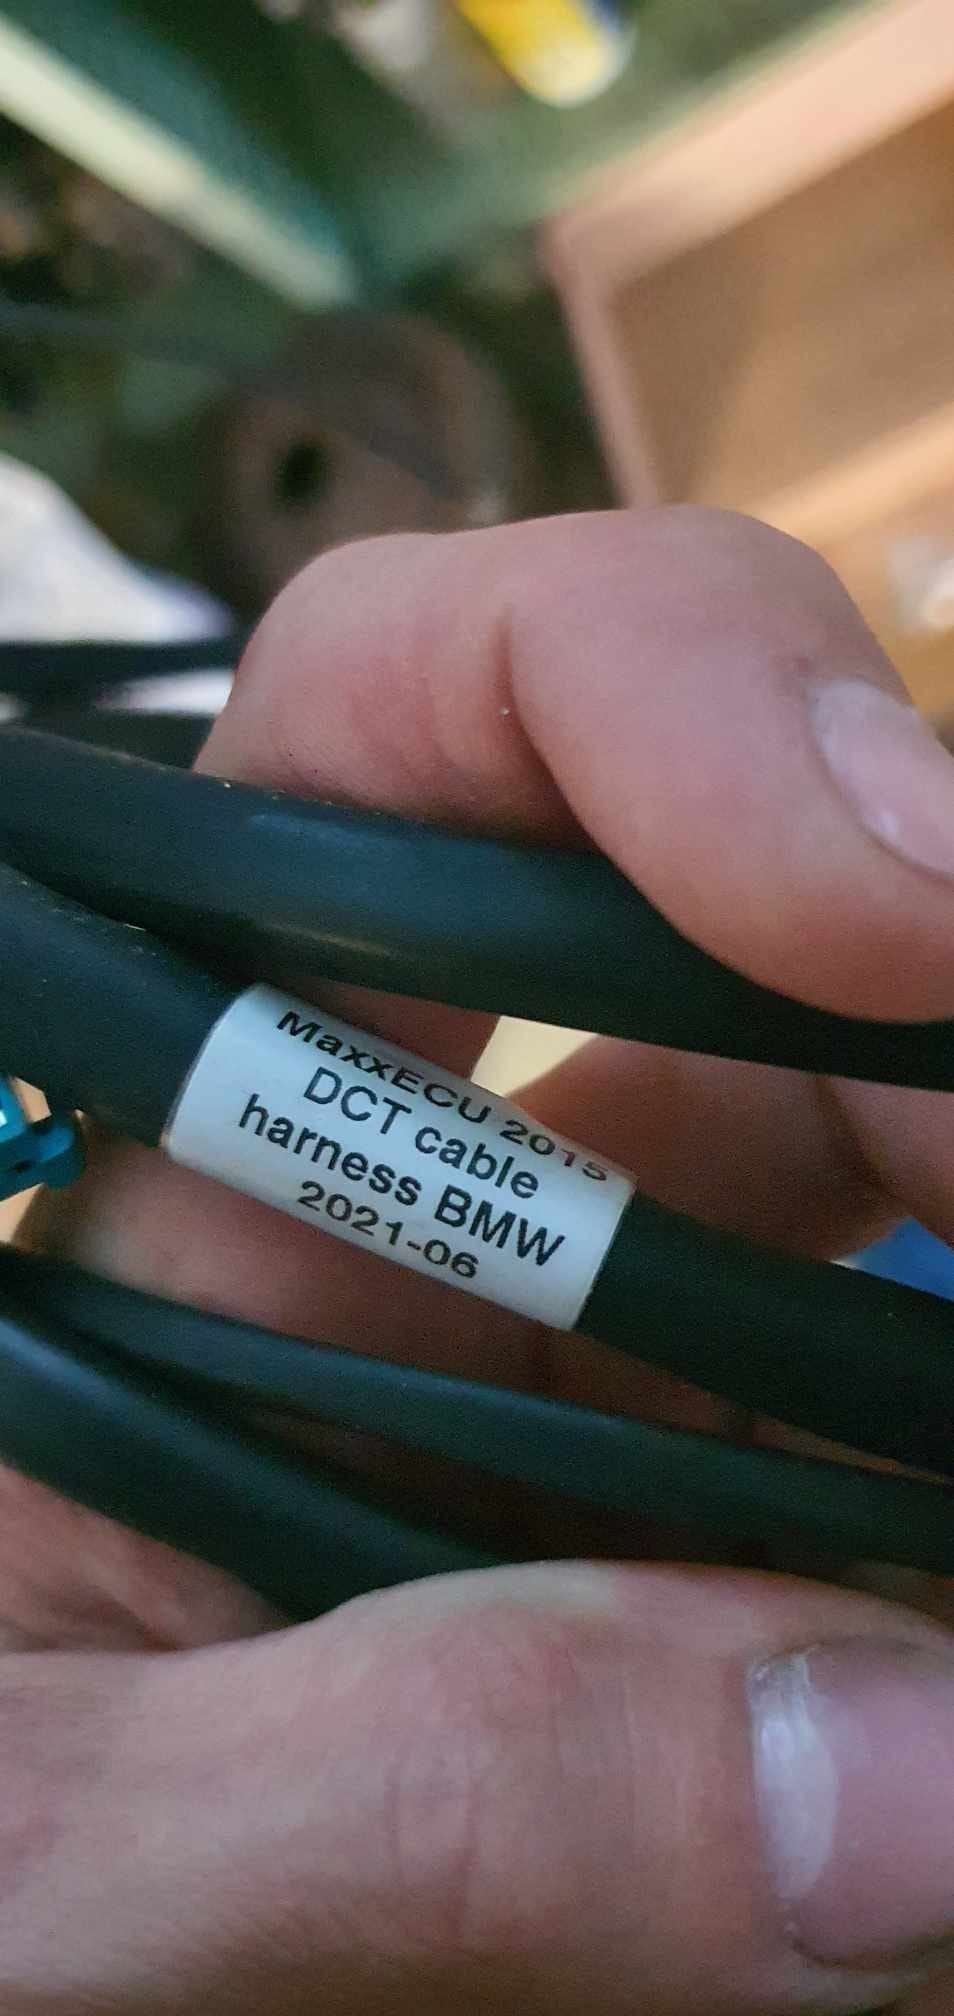 MaxxECU 2015
DCT cable
harness BMW
2021-06